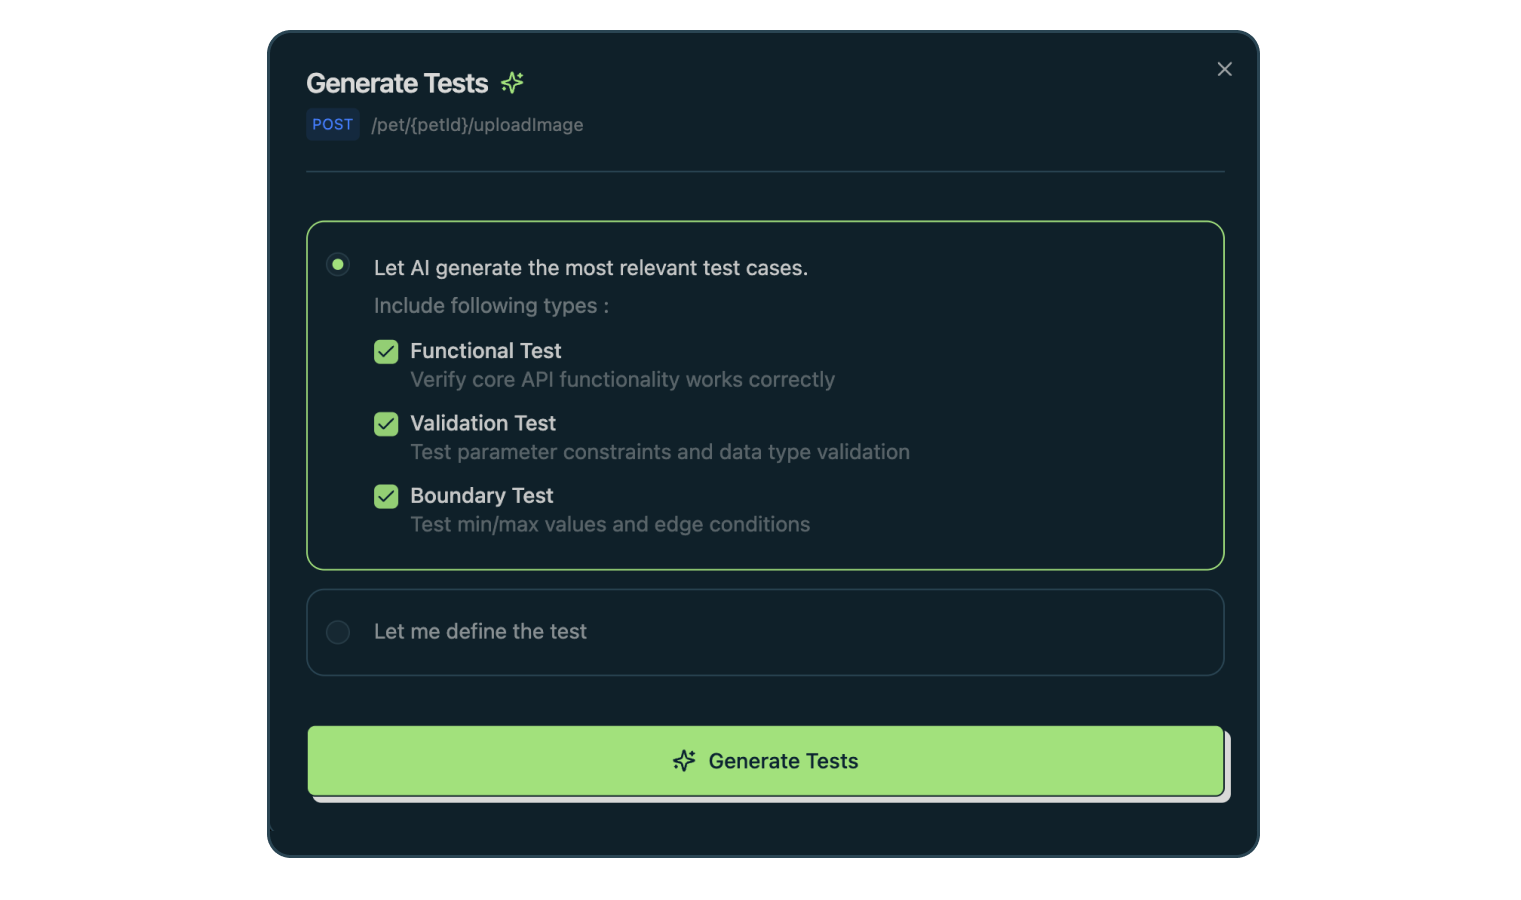 Generate Tests
POST /pet/{petId}/uploadImage
Let AI generate the most relevant test cases.
Include following types :
Functional Test
Verify core API functionality works correctly
Validation Test
Test parameter constraints and data type validation
Boundary Test
Test min/max values and edge conditions
Let me define the test
Generate Tests